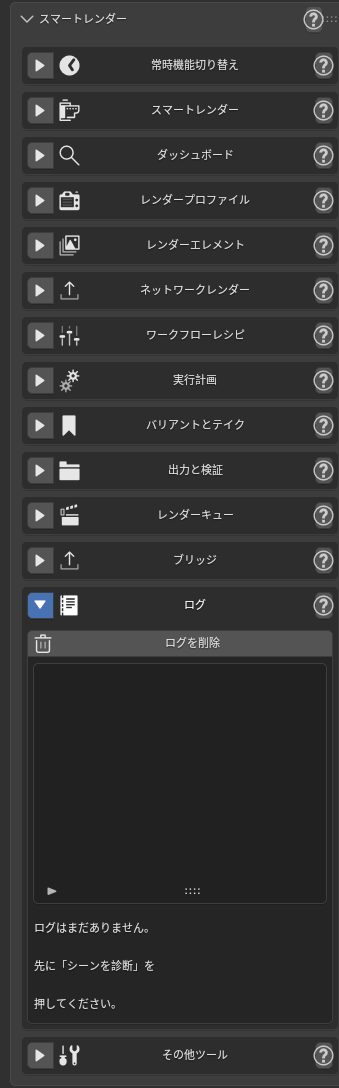 スマートレンダー
常時機能切り替え
スマートレンダー
ダッシュボード
レンダープロファイル
レンダーエレメント
ネットワークレンダー
ワークフローレシピ
実行計画
バリアントとテイク
出力と検証
レンダーキュー
ブリッジ
ログ
ログを削除
ログはまだありません。
先に「シーンを診断」を
押してください。
その他ツール